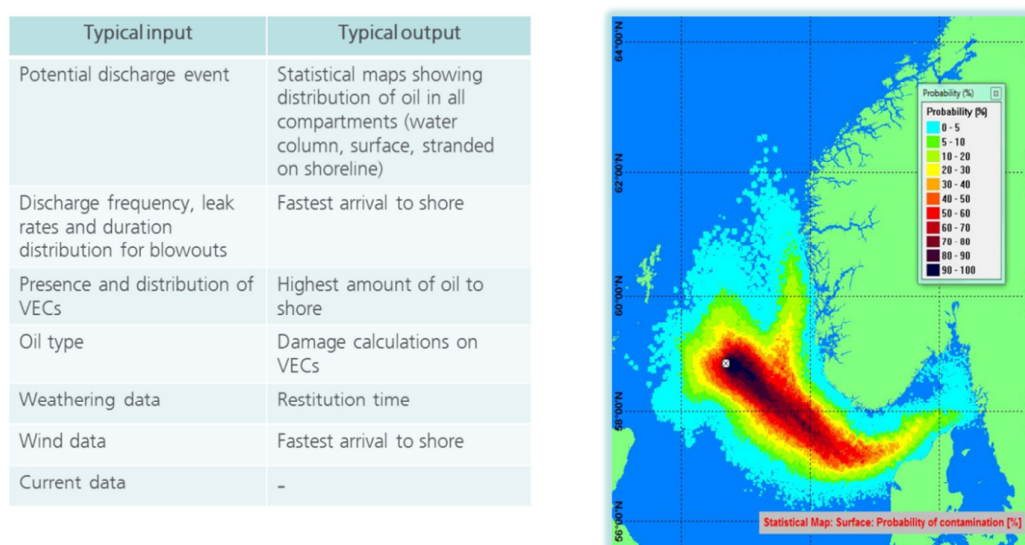 Typical input
Typical output
Potential discharge event
Statistical maps showing
distribution of oil in all
compartments (water
column, surface, stranded
on shoreline)
Discharge frequency, leak
rates and duration
distribution for blowouts
Fastest arrival to shore
Presence and distribution of
VECs
Highest amount of oil to
shore
Oil type
Damage calculations on
VECs
Weathering data
Restitution time
Wind data
Fastest arrival to shore
Current data
-
64°00'N
62°00'N
60°00'N
58°00'N
56°00'N
Probability (%)
Probability (%)
0 - 5
5 - 10
10 - 20
20 - 30
30 - 40
40 - 50
50 - 60
60 - 70
70 - 80
80 - 90
90 - 100
Statistical Map: Surface: Probability of contamination [%]